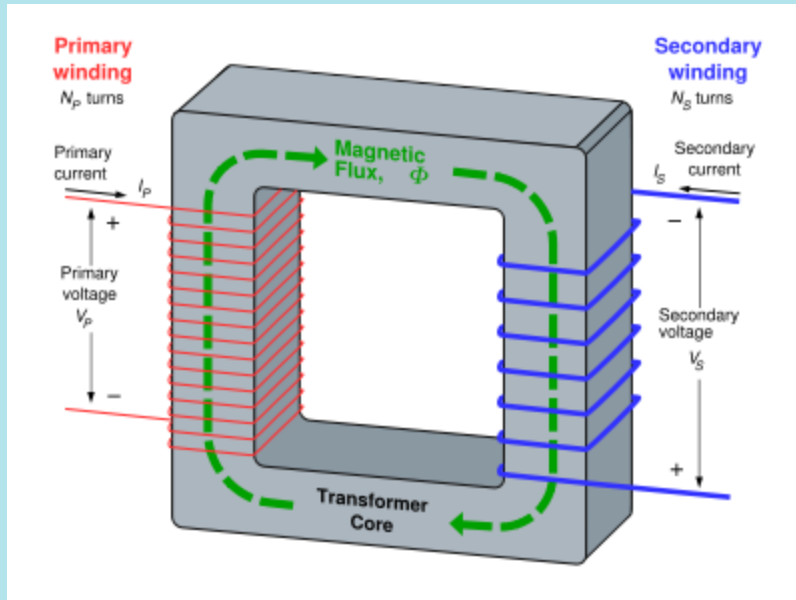 Primary
winding
N_P turns
Secondary
winding
N_S turns
Primary
current
I_P
Magnetic
Flux, Φ
Secondary
current
I_S
+
−
Primary
voltage
V_P
Secondary
voltage
V_S
−
+
Transformer
Core